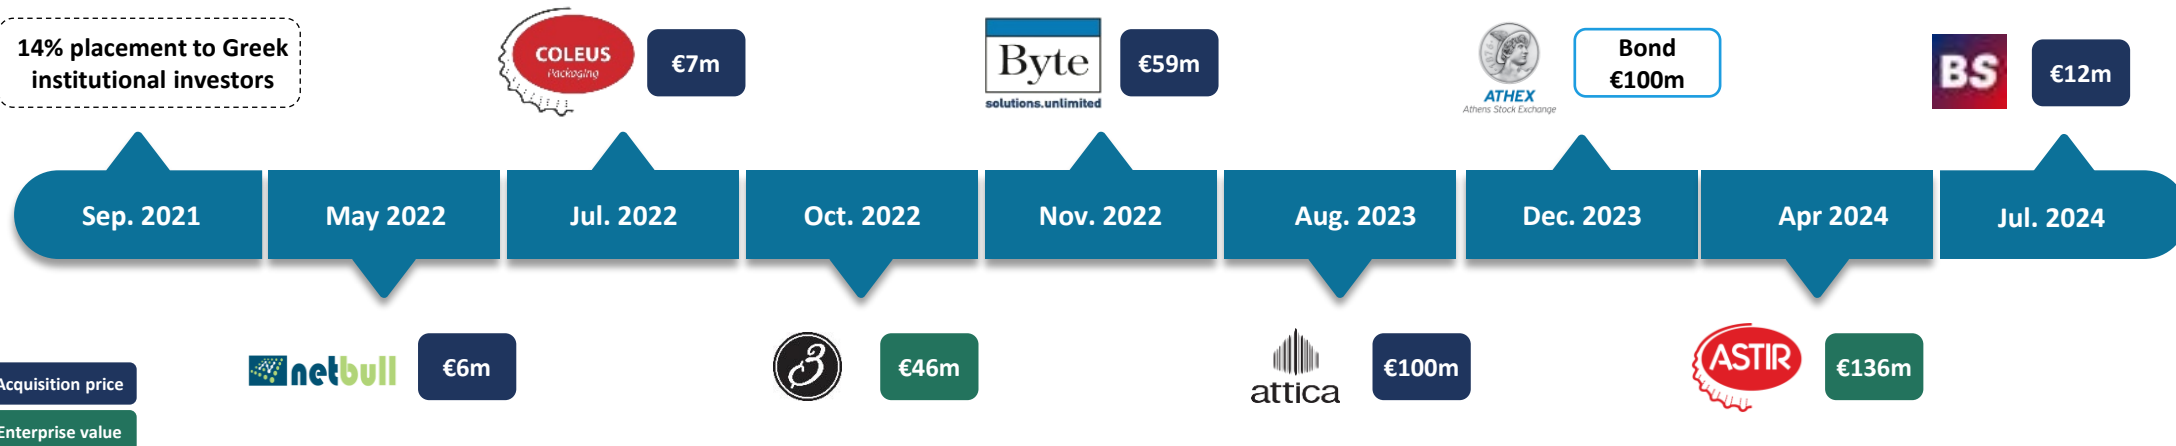 14% placement to Greek
institutional investors
COLEUS
Packaging
€7m
Byte
solutions.unlimited
€59m
ATHEX
Athens Stock Exchange
Bond
€100m
BS
€12m
Sep. 2021
May 2022
Jul. 2022
Oct. 2022
Nov. 2022
Aug. 2023
Dec. 2023
Apr 2024
Jul. 2024
netbull
€6m
€46m
attica
€100m
ASTIR
€136m
Acquisition price
Enterprise value